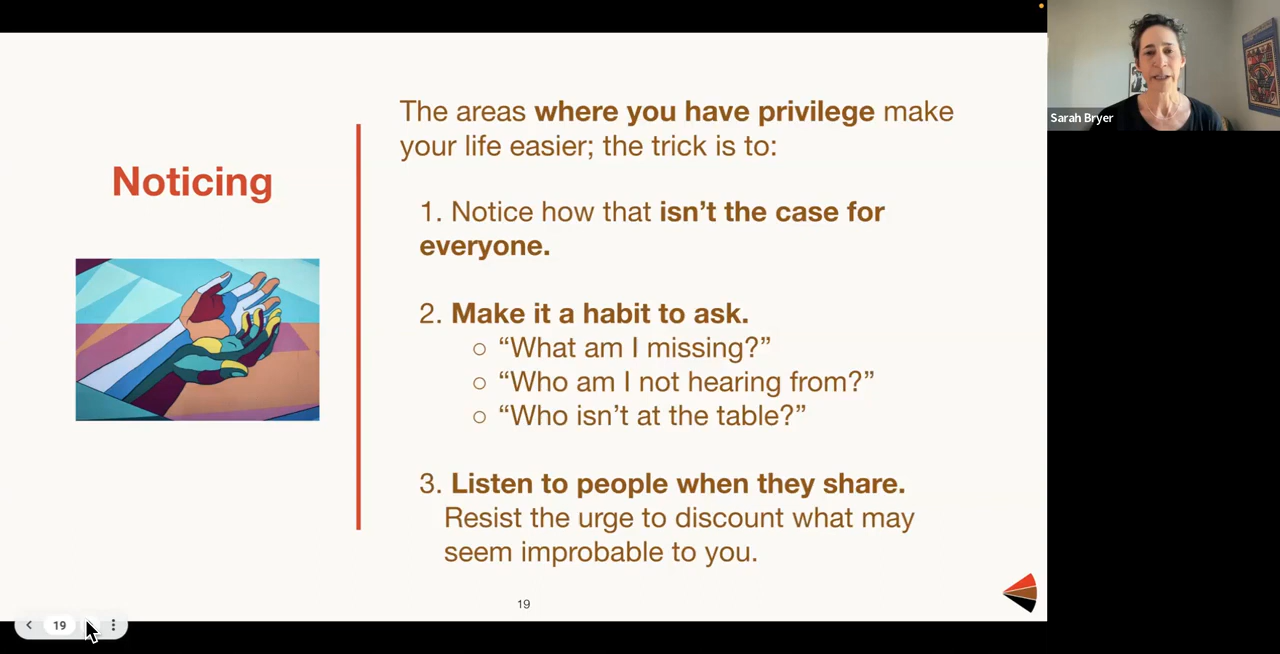 Noticing
The areas where you have privilege make
your life easier; the trick is to:
1. Notice how that isn’t the case for
everyone.
2. Make it a habit to ask.
○ “What am I missing?”
○ “Who am I not hearing from?”
○ “Who isn’t at the table?”
3. Listen to people when they share.
Resist the urge to discount what may
seem improbable to you.
19
19
Sarah Bryer